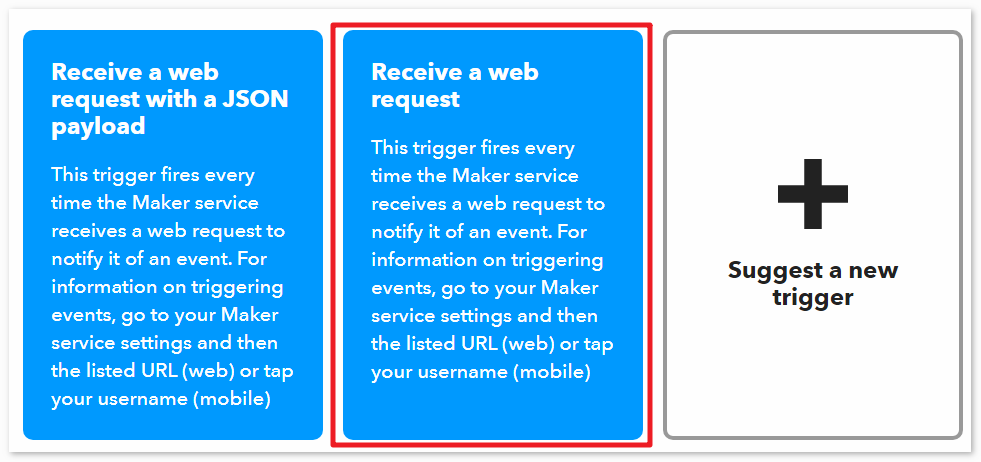 Receive a web
request with a JSON
payload
This trigger fires every
time the Maker service
receives a web request to
notify it of an event. For
information on triggering
events, go to your Maker
service settings and then
the listed URL (web) or tap
your username (mobile)
Receive a web
request
This trigger fires every
time the Maker service
receives a web request to
notify it of an event. For
information on triggering
events, go to your Maker
service settings and then
the listed URL (web) or tap
your username (mobile)
Suggest a new
trigger